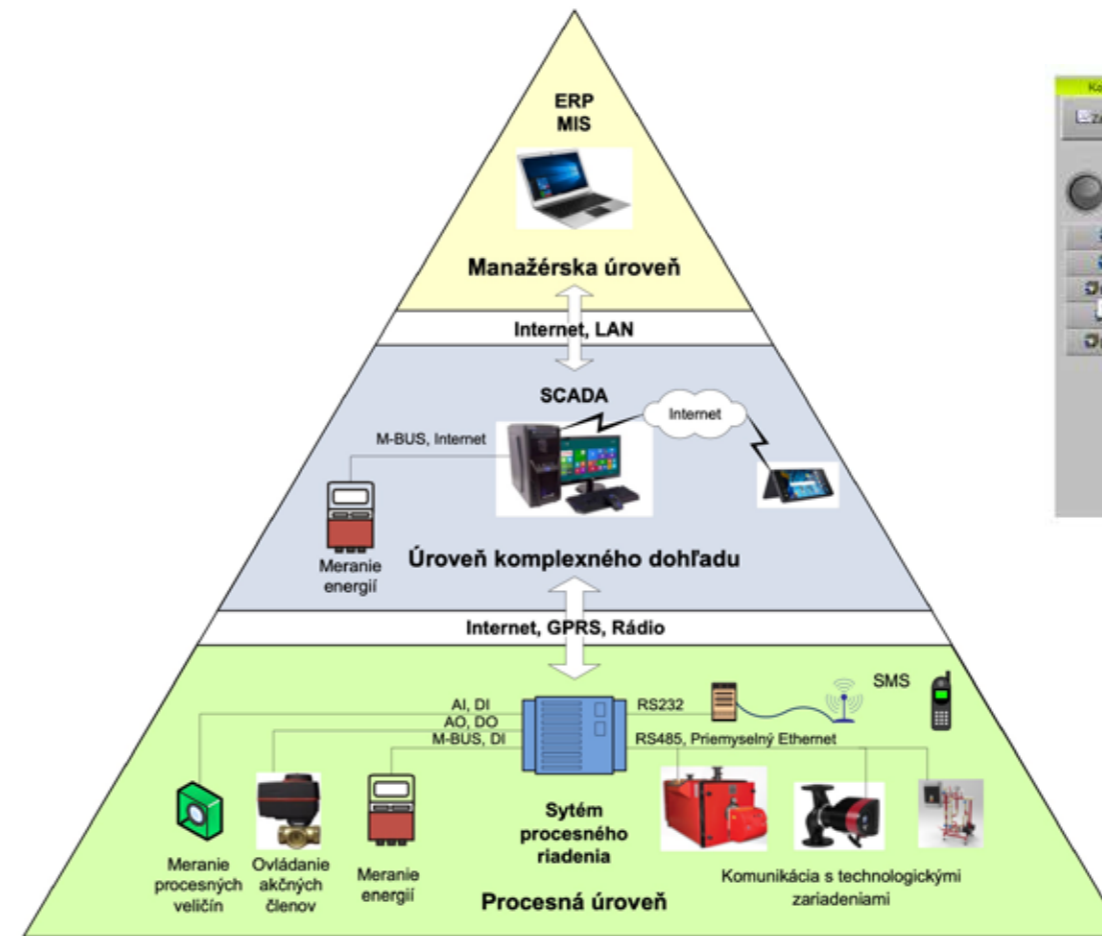 ERP
MIS
Manažérska úroveň
Internet, LAN
SCADA
Internet
M-BUS, Internet
Meranie
energií
Úroveň komplexného dohľadu
Internet, GPRS, Rádio
SMS
AI, DI
RS232
AO, DO
M-BUS, DI
RS485, Priemyselný Ethernet
Sytém
procesného
riadenia
Meranie
procesných
veličín
Ovládanie
akčných
členov
Meranie
energií
Komunikácia s technologickými
zariadeniami
Procesná úroveň